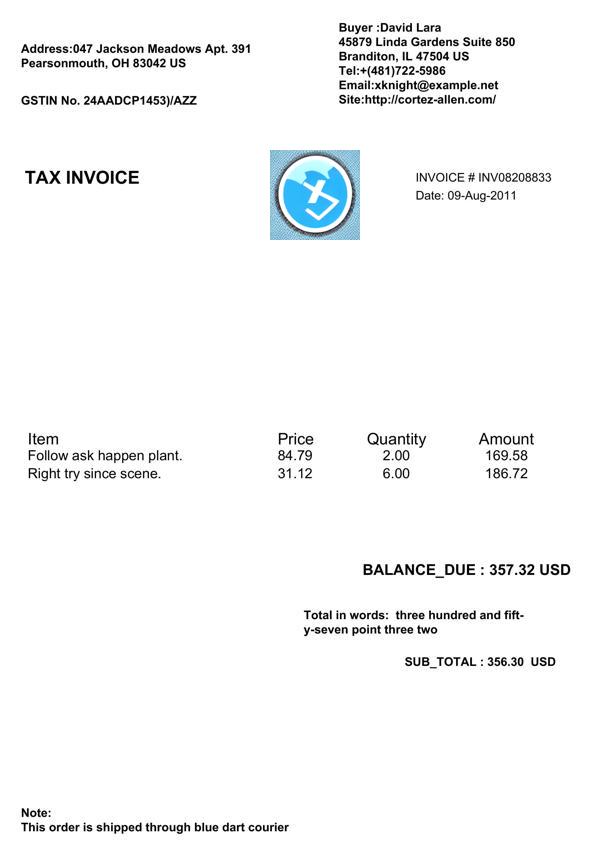 Address:047 Jackson Meadows Apt. 391
Pearsonmouth, OH 83042 US
GSTIN No. 24AADCP1453)/AZZ
Buyer :David Lara
45879 Linda Gardens Suite 850
Branditon, IL 47504 US
Tel:+(481)722-5986
Email:xknight@example.net
Site:http://cortez-allen.com/
TAX INVOICE
INVOICE # INV08208833
Date: 09-Aug-2011
Item Price Quantity Amount
Follow ask happen plant. 84.79 2.00 169.58
Right try since scene. 31.12 6.00 186.72
BALANCE_DUE : 357.32 USD
Total in words: three hundred and fift-
y-seven point three two
SUB_TOTAL : 356.30 USD
Note:
This order is shipped through blue dart courier